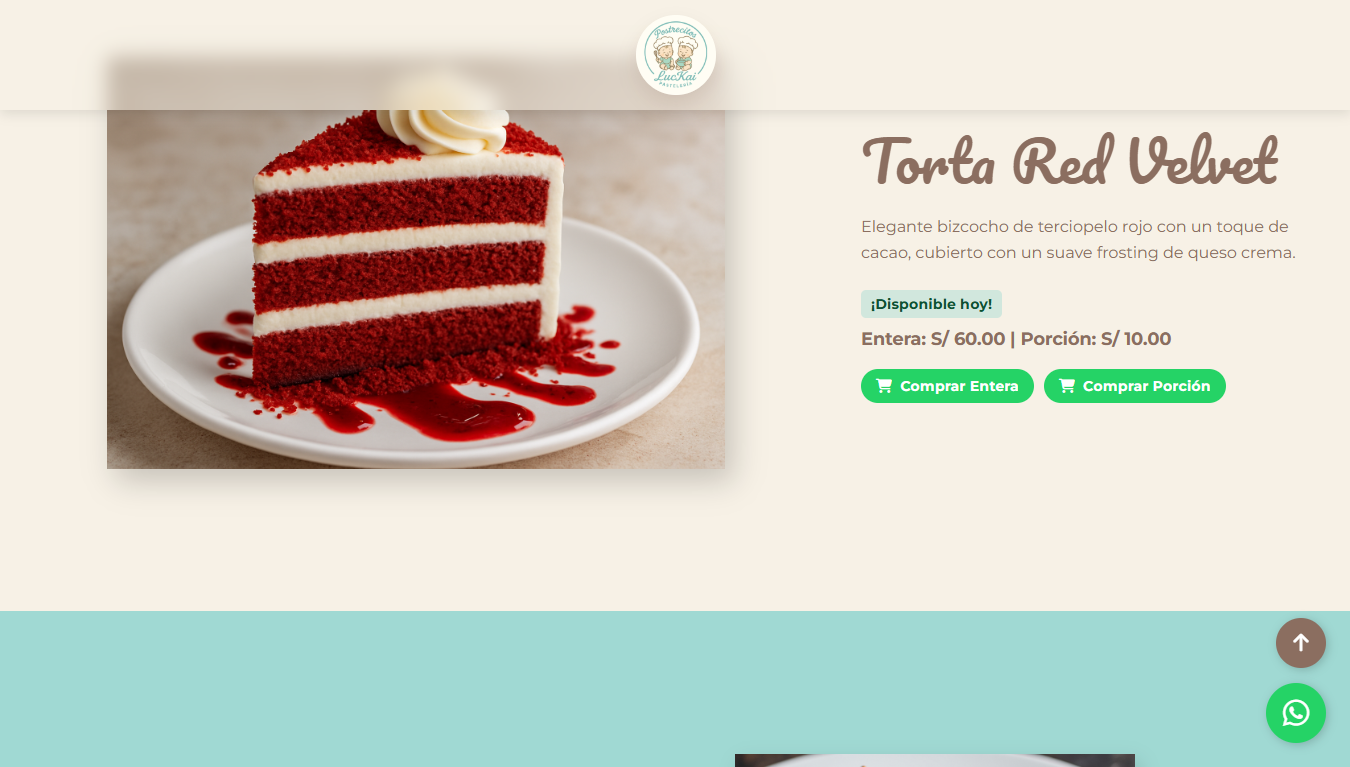 Postrecitos
LucKai
PASTELERÍA
Torta Red Velvet
Elegante bizcocho de terciopelo rojo con un toque de
cacao, cubierto con un suave frosting de queso crema.
¡Disponible hoy!
Entera: S/ 60.00 | Porción: S/ 10.00
Comprar Entera
Comprar Porción